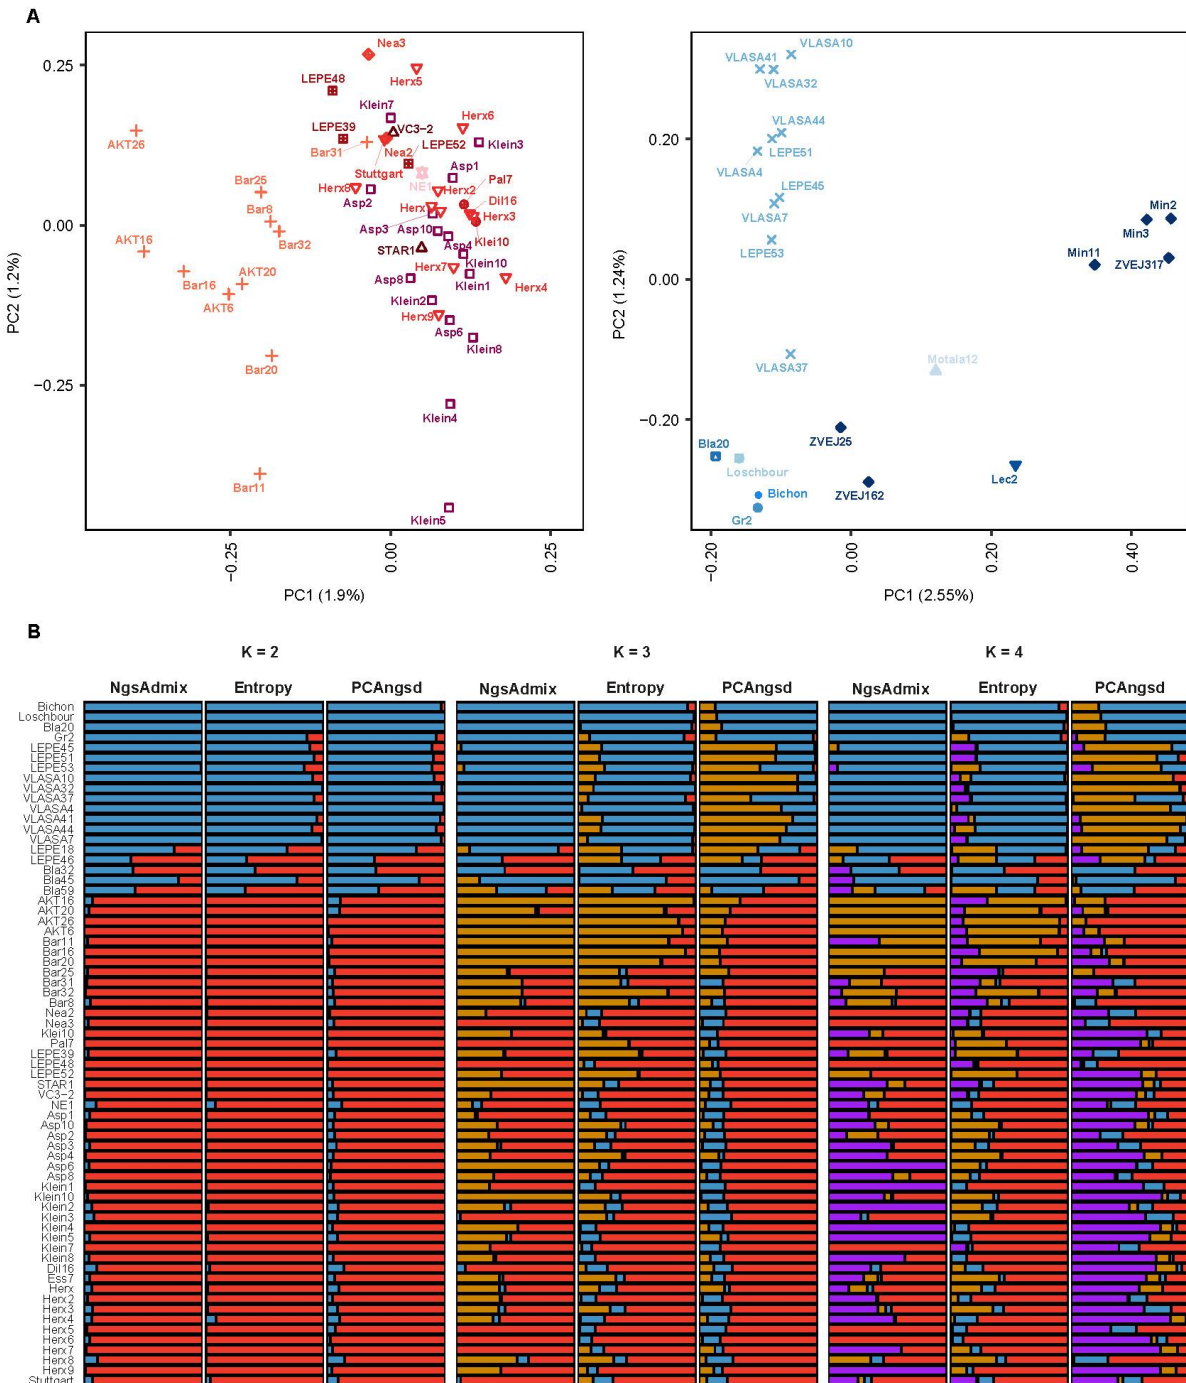 A
0.25
0.00
−0.25
PC2 (1.2%)
−0.25
0.00
0.25
PC1 (1.9%)
Nea3
LEPE48
Herx5
Klein7
Herx6
AKT26
LEPE39
VC3−2
Bar31
Nea2
LEPE52
Klein3
Stuttgart
Asp1
Bar25
Herx8
NE1
Herx2
Pal7
Asp2
Dil16
Bar8
Herx
Herx3
AKT16
Bar32
Asp3
Asp10
Klei10
STAR1
Asp4
Bar16
AKT20
Herx7
Klein10
Asp8
Klein1
Herx4
AKT6
Klein2
Herx9
Asp6
Klein8
Bar20
Klein4
Bar11
Klein5
0.20
0.00
−0.20
PC2 (1.24%)
−0.20
0.00
0.20
0.40
PC1 (2.55%)
VLASA10
VLASA41
VLASA32
VLASA44
LEPE51
VLASA4
LEPE45
VLASA7
LEPE53
Min2
Min3
Min11
ZVEJ317
VLASA37
Motala12
ZVEJ25
Bla20
Loschbour
Bichon
Gr2
ZVEJ162
Lec2
B
K = 2
K = 3
K = 4
NgsAdmix
Entropy
PCAngsd
NgsAdmix
Entropy
PCAngsd
NgsAdmix
Entropy
PCAngsd
Bichon
Loschbour
Bla20
Gr2
LEPE45
LEPE51
LEPE53
VLASA10
VLASA32
VLASA37
VLASA4
VLASA41
VLASA44
VLASA7
LEPE18
LEPE46
Bla32
Bla45
Bla59
AKT16
AKT20
AKT26
AKT6
Bar11
Bar16
Bar20
Bar25
Bar31
Bar32
Bar8
Nea2
Nea3
Klei10
Pal7
LEPE39
LEPE48
LEPE52
STAR1
VC3−2
NE1
Asp1
Asp10
Asp2
Asp3
Asp4
Asp6
Asp8
Klein1
Klein10
Klein2
Klein3
Klein4
Klein5
Klein7
Klein8
Dil16
Ess7
Herx
Herx2
Herx3
Herx4
Herx5
Herx6
Herx7
Herx8
Herx9
Stuttgart